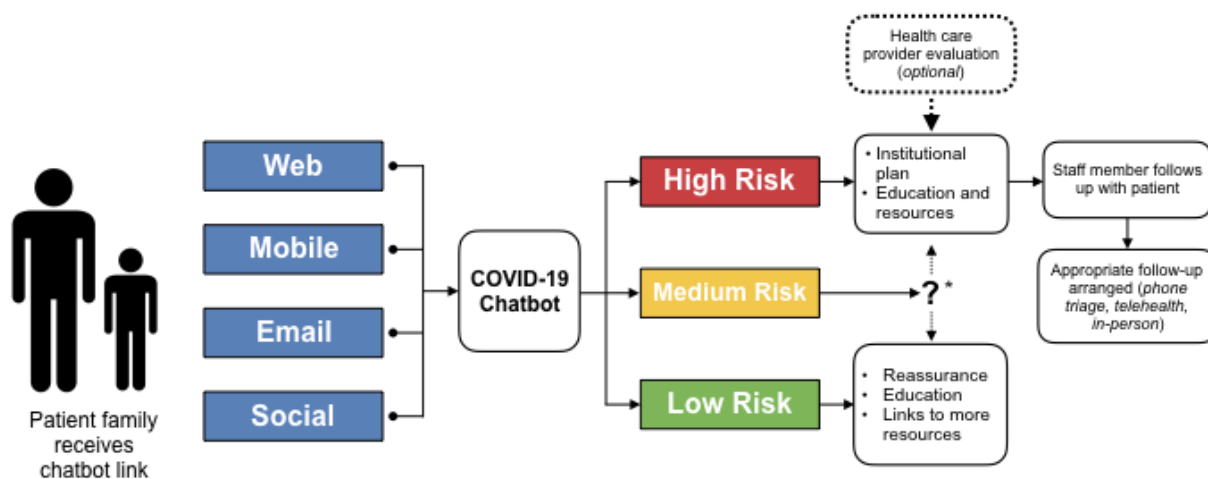 Patient family
receives
chatbot link
Web
Mobile
Email
Social
COVID-19
Chatbot
High Risk
Medium Risk
Low Risk
Health care
provider evaluation
(optional)
• Institutional
plan
• Education and
resources
? *
• Reassurance
• Education
• Links to more
resources
Staff member follows
up with patient
Appropriate follow-up
arranged (phone
triage, telehealth,
in-person)